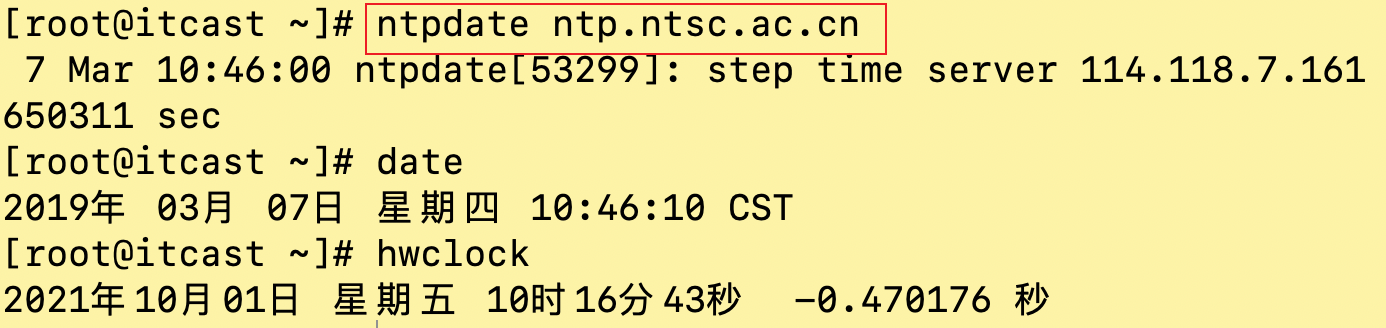 [root@itcast ~]# ntpdate ntp.ntsc.ac.cn
 7 Mar 10:46:00 ntpdate[53299]: step time server 114.118.7.161
650311 sec
[root@itcast ~]# date
2019年 03月 07日 星期四 10:46:10 CST
[root@itcast ~]# hwclock
2021年10月01日 星期五 10时16分43秒  -0.470176 秒